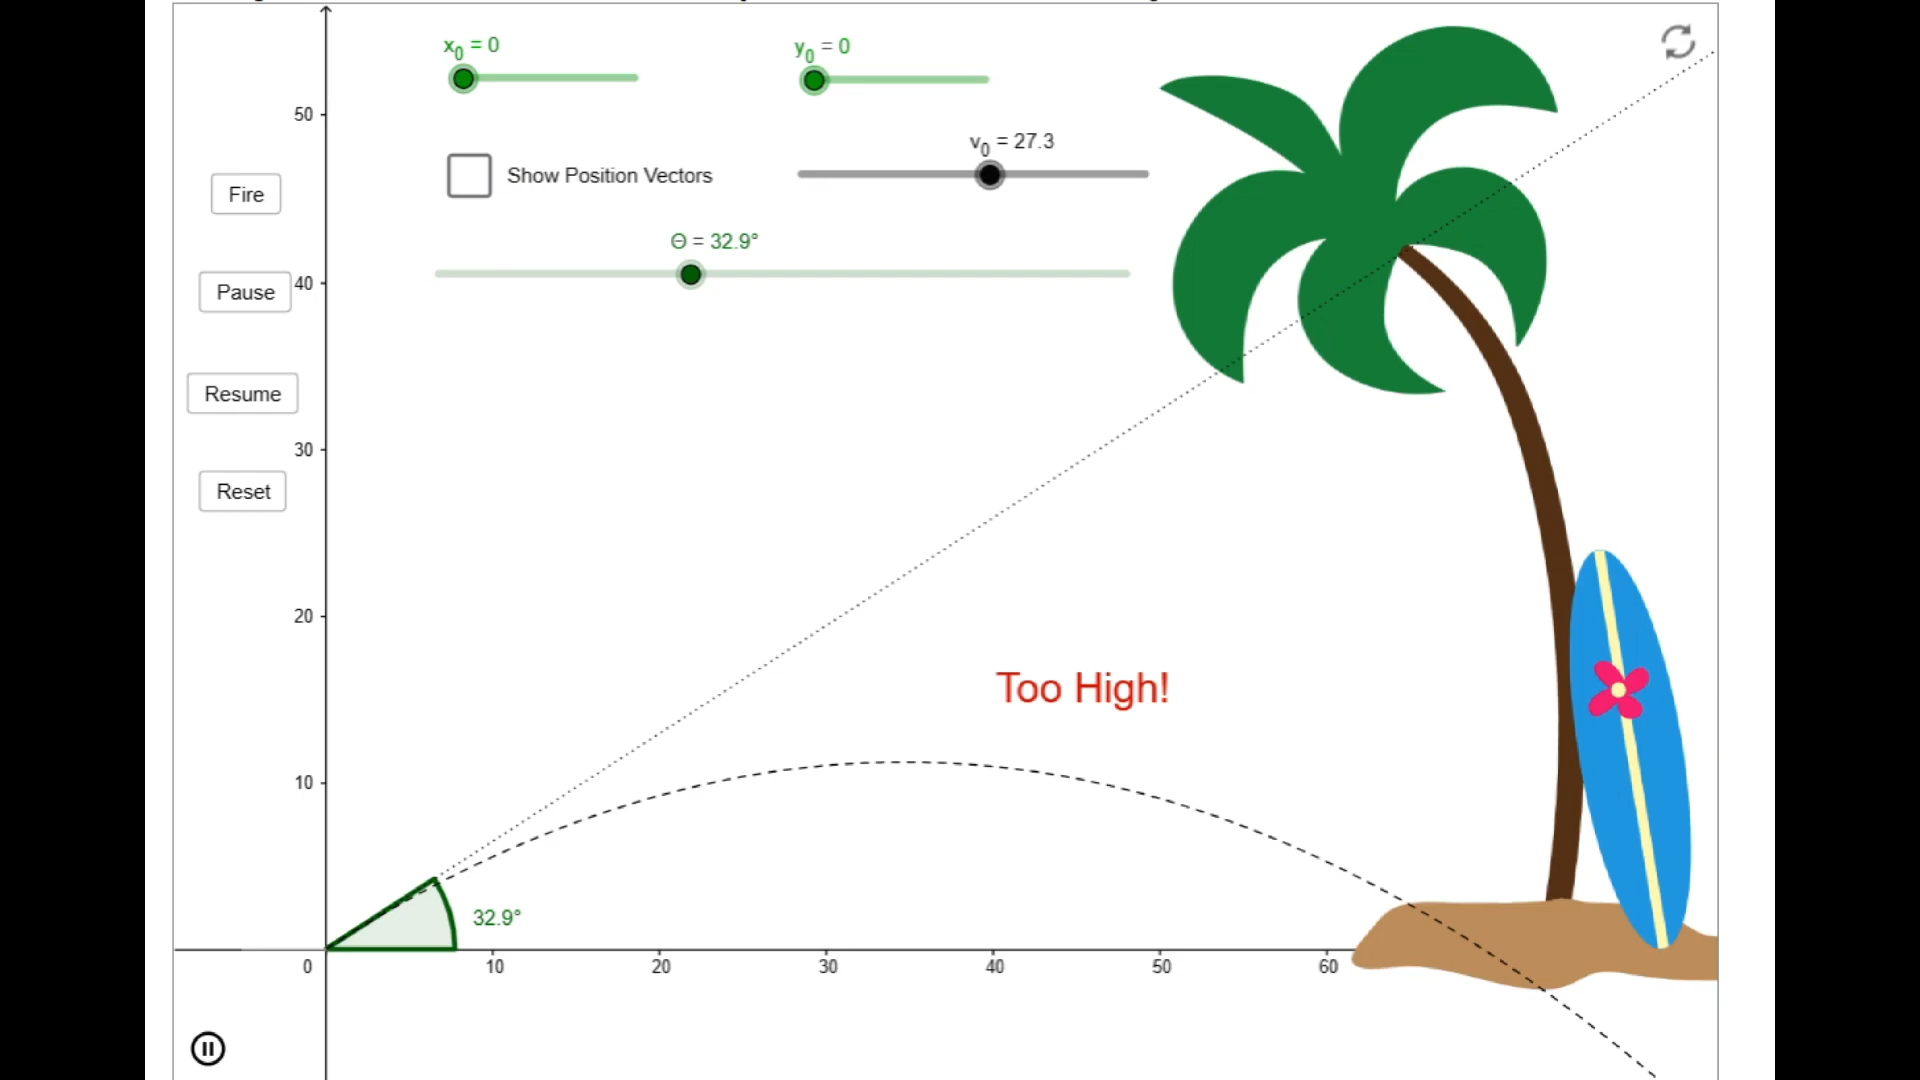 x₀ = 0
y₀ = 0
50
v₀ = 27.3
Fire
Show Position Vectors
Θ = 32.9°
Pause
40
Resume
30
Reset
20
Too High!
10
32.9°
0
10
20
30
40
50
60